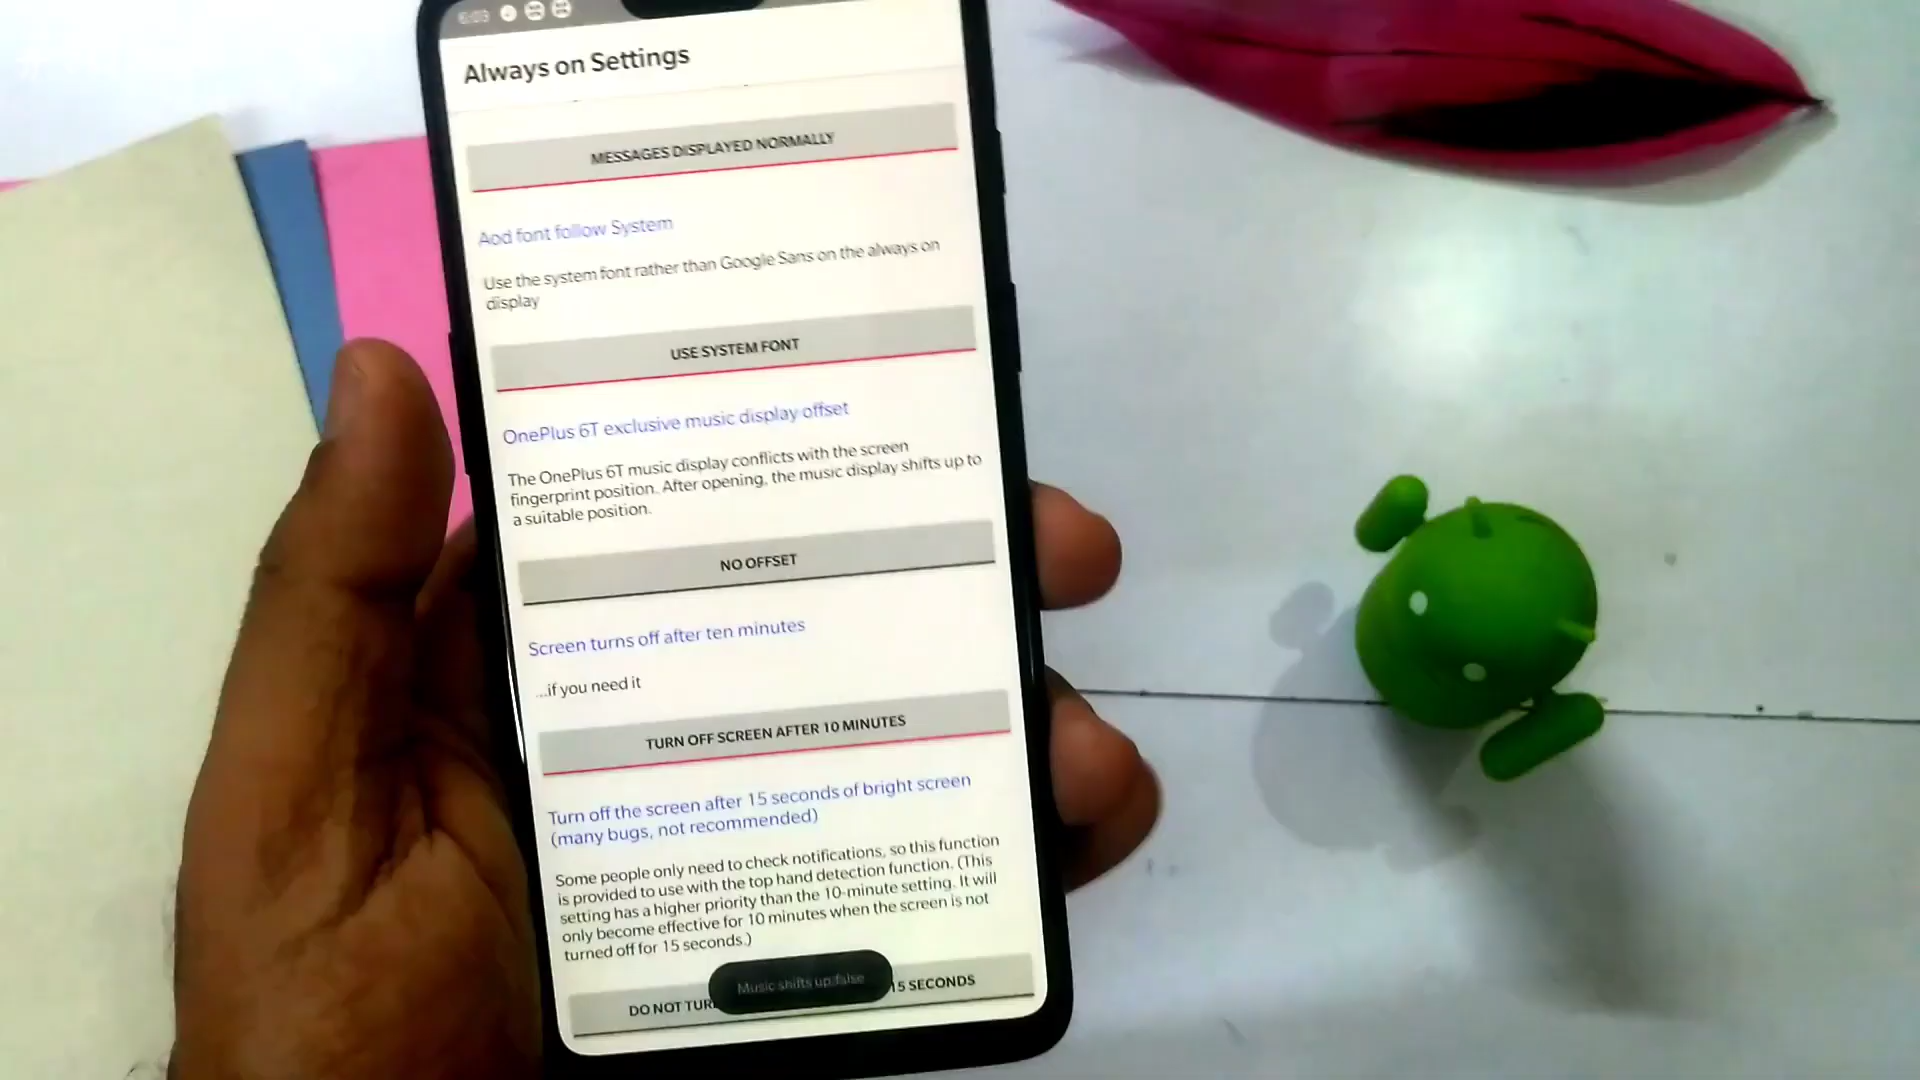 6:03
Always on Settings
MESSAGES DISPLAYED NORMALLY
Aod font follow System
Use the system font rather than Google Sans on the always on
display
USE SYSTEM FONT
OnePlus 6T exclusive music display offset
The OnePlus 6T music display conflicts with the screen
fingerprint position. After opening, the music display shifts up to
a suitable position.
NO OFFSET
Screen turns off after ten minutes
...if you need it
TURN OFF SCREEN AFTER 10 MINUTES
Turn off the screen after 15 seconds of bright screen
(many bugs, not recommended)
Some people only need to check notifications, so this function
is provided to use with the top hand detection function. (This
setting has a higher priority than the 10-minute setting. It will
only become effective for 10 minutes when the screen is not
turned off for 15 seconds.)
Music shifts up:false
DO NOT TUR 15 SECONDS